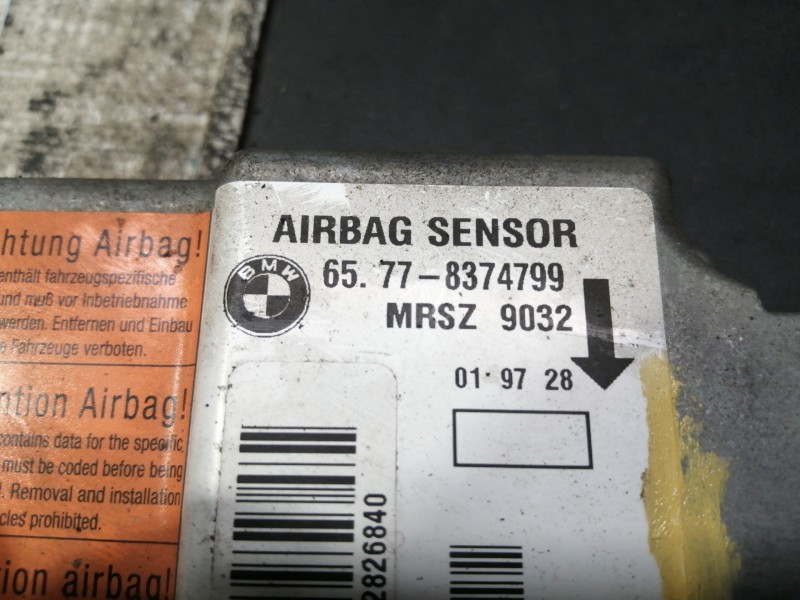 AIRBAG SENSOR
BMW
65. 77-8374799
MRSZ 9032
01 97 28
2826840
chtung Airbag!
enthält fahrzeugspezifische
und muß vor Inbetriebnahme
werden. Entfernen und Einbau
e Fahrzeuge verboten.
ntion Airbag!
contains data for the specific
must be coded before being
. Removal and installation
cles prohibited.
tion airbag!